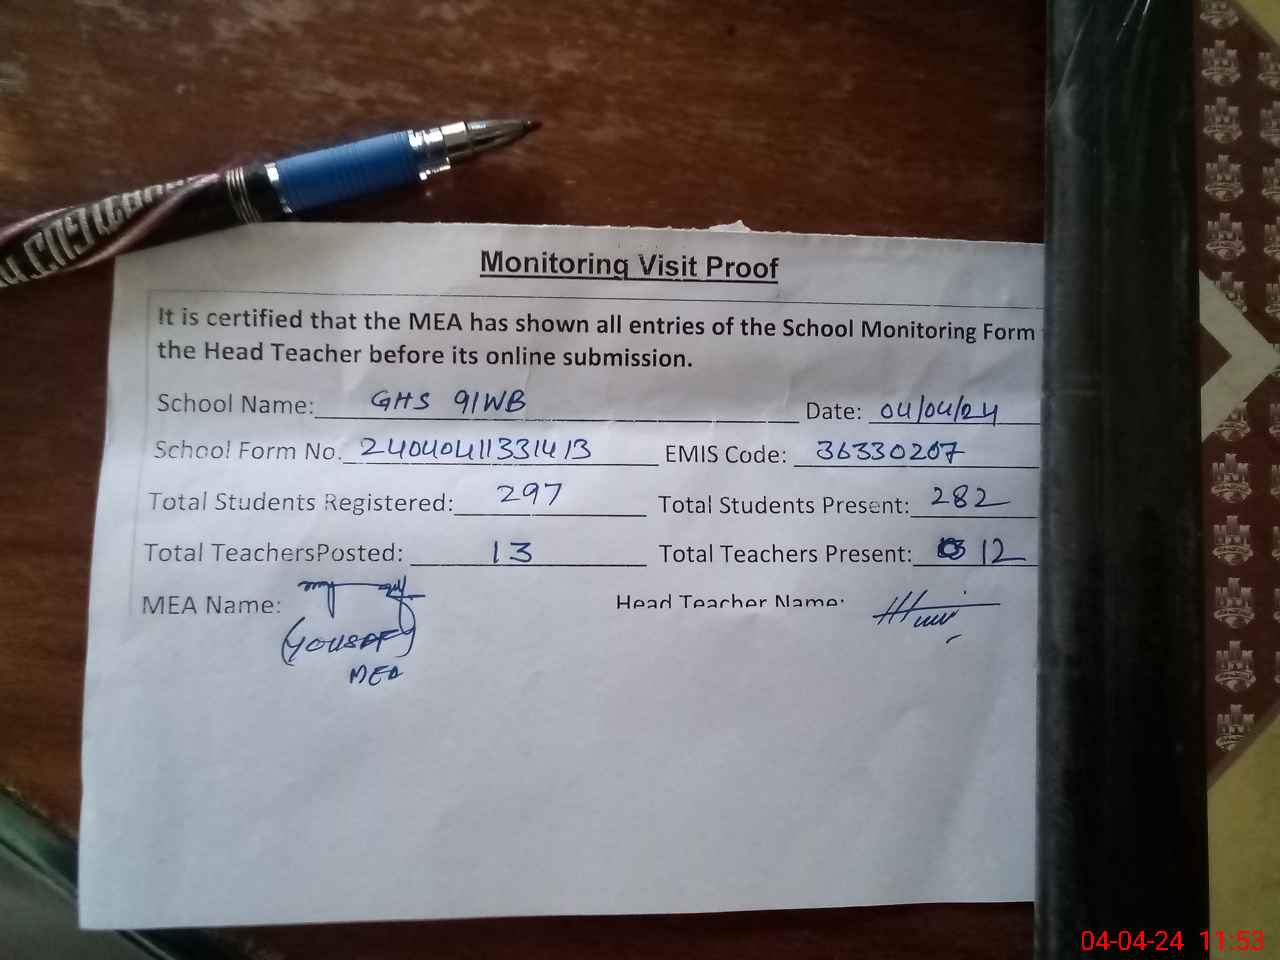 Monitoring Visit Proof
It is certified that the MEA has shown all entries of the School Monitoring Form
the Head Teacher before its online submission.
School Name: GHS 91WB Date: 04/04/24
School Form No. 24040411331413 EMIS Code: 36330207
Total Students Registered: 297 Total Students Present: 282
Total TeachersPosted: 13 Total Teachers Present: 12
MEA Name: Head Teacher Name:
(YOUSAF)
MEA
04-04-24 11:53